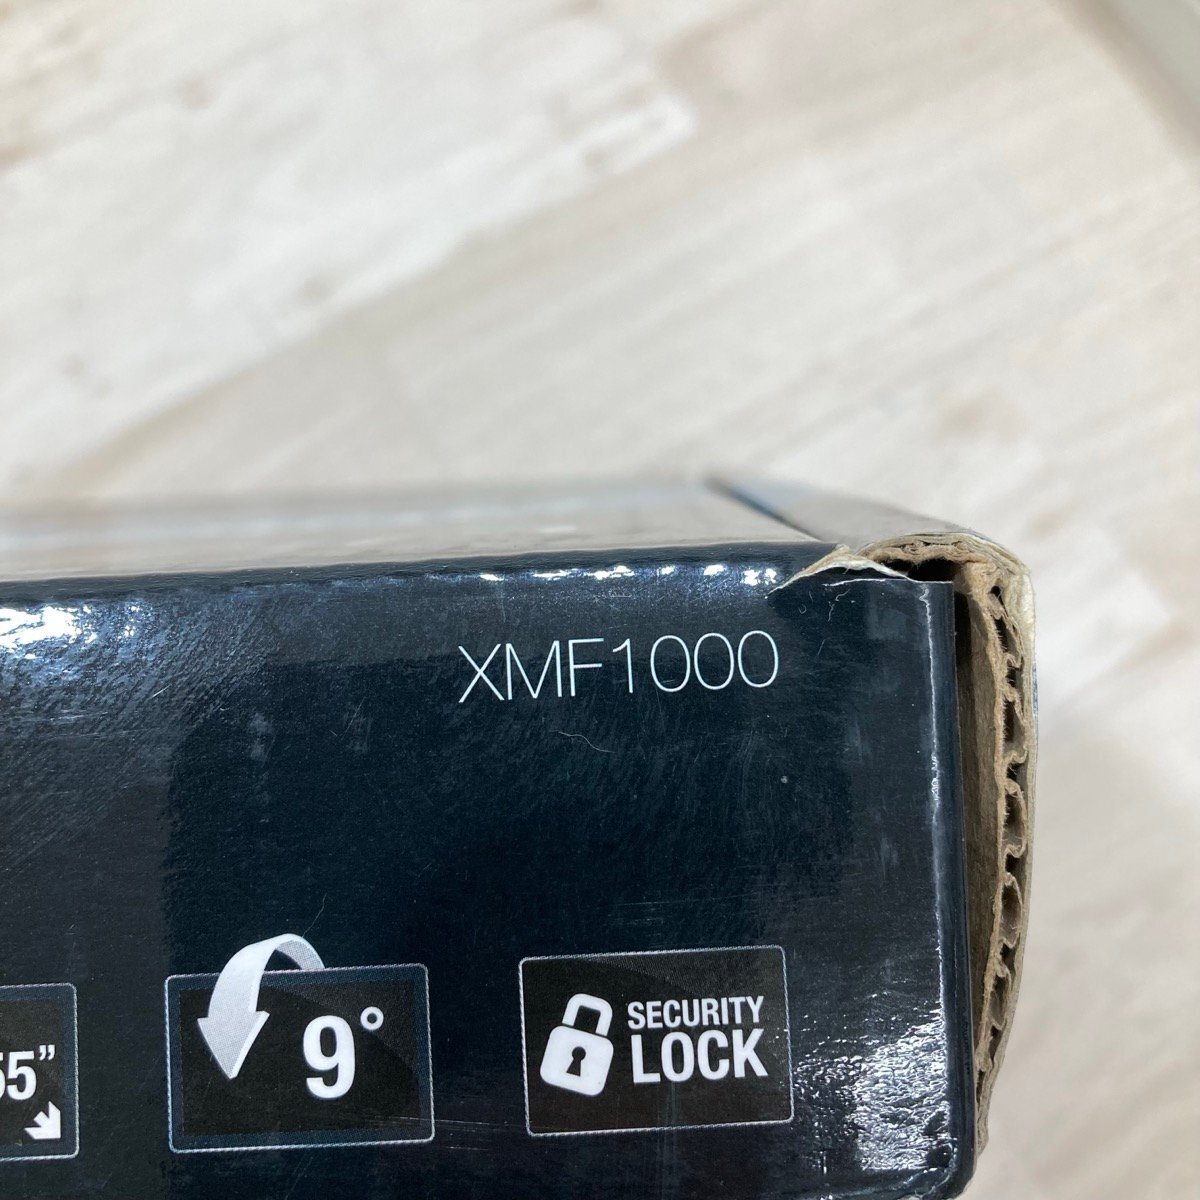 XMF1000
55”
9°
SECURITY
LOCK